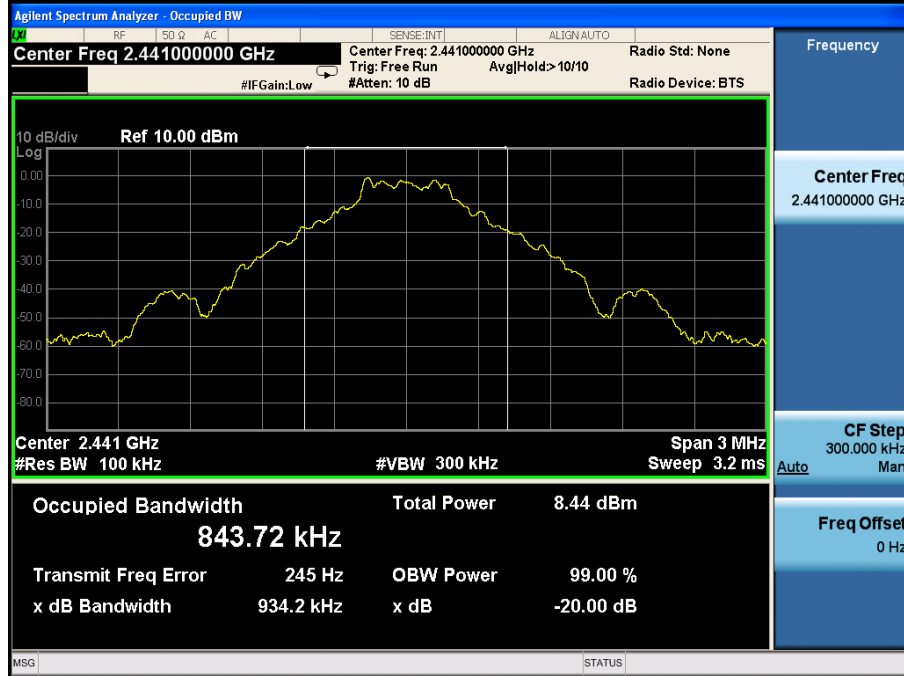 Agilent Spectrum Analyzer - Occupied BW
LXI RF 50 Ω AC SENSE:INT ALIGN AUTO
Center Freq 2.441000000 GHz
Center Freq: 2.441000000 GHz Radio Std: None
Trig: Free Run Avg|Hold:> 10/10
#IFGain:Low #Atten: 10 dB Radio Device: BTS
10 dB/div Ref 10.00 dBm
Log
0.00
-10.0
-20.0
-30.0
-40.0
-50.0
-60.0
-70.0
-80.0
Center 2.441 GHz Span 3 MHz
#Res BW 100 kHz #VBW 300 kHz Sweep 3.2 ms
Occupied Bandwidth Total Power 8.44 dBm
843.72 kHz
Transmit Freq Error 245 Hz OBW Power 99.00 %
x dB Bandwidth 934.2 kHz x dB -20.00 dB
MSG STATUS
Frequency
Center Freq
2.441000000 GHz
CF Step
300.000 kHz
Auto Man
Freq Offset
0 Hz